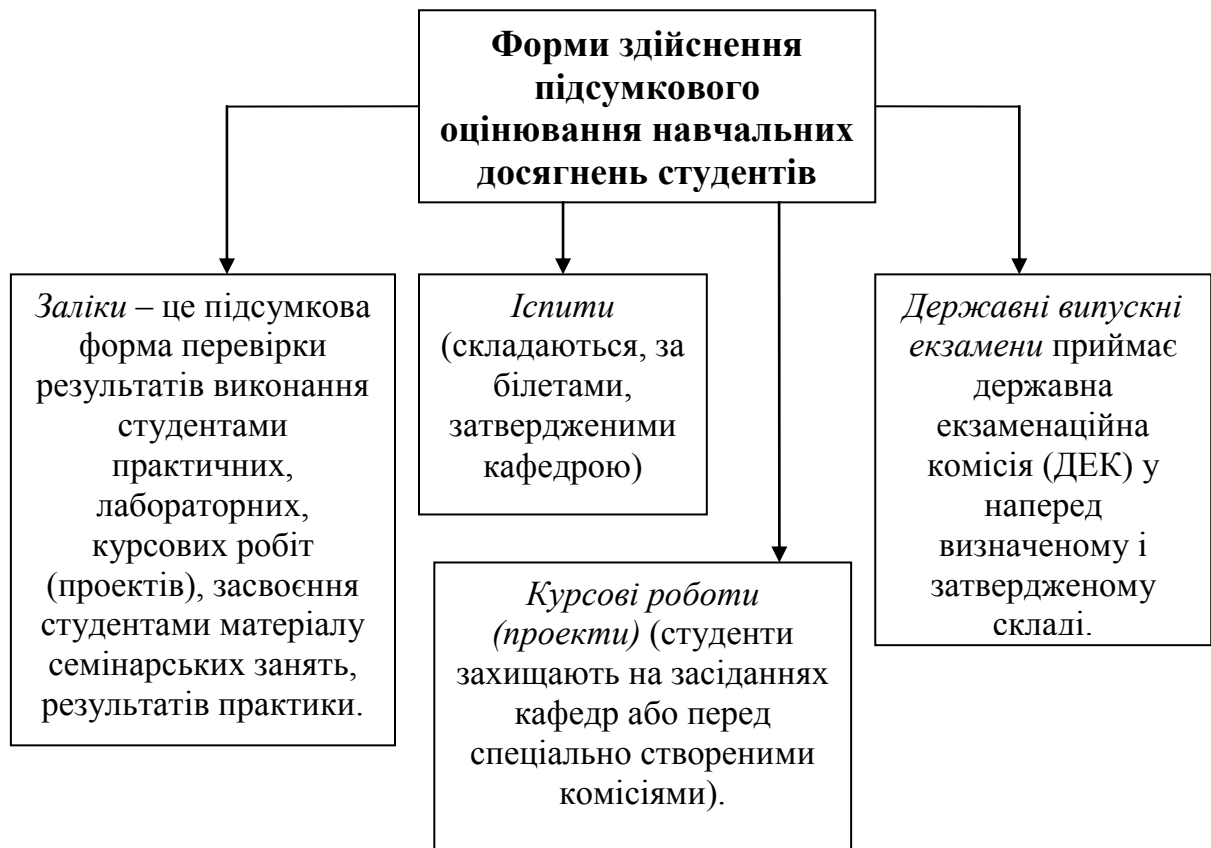 Форми здійснення
підсумкового
оцінювання навчальних
досягнень студентів
Заліки – це підсумкова
форма перевірки
результатів виконання
студентами
практичних,
лабораторних,
курсових робіт
(проектів), засвоєння
студентами матеріалу
семінарських занять,
результатів практики.
Іспити
(складаються, за
білетами,
затвердженими
кафедрою)
Курсові роботи
(проекти) (студенти
захищають на засіданнях
кафедр або перед
спеціально створеними
комісіями).
Державні випускні
екзамени приймає
державна
екзаменаційна
комісія (ДЕК) у
наперед
визначеному і
затвердженому
складі.